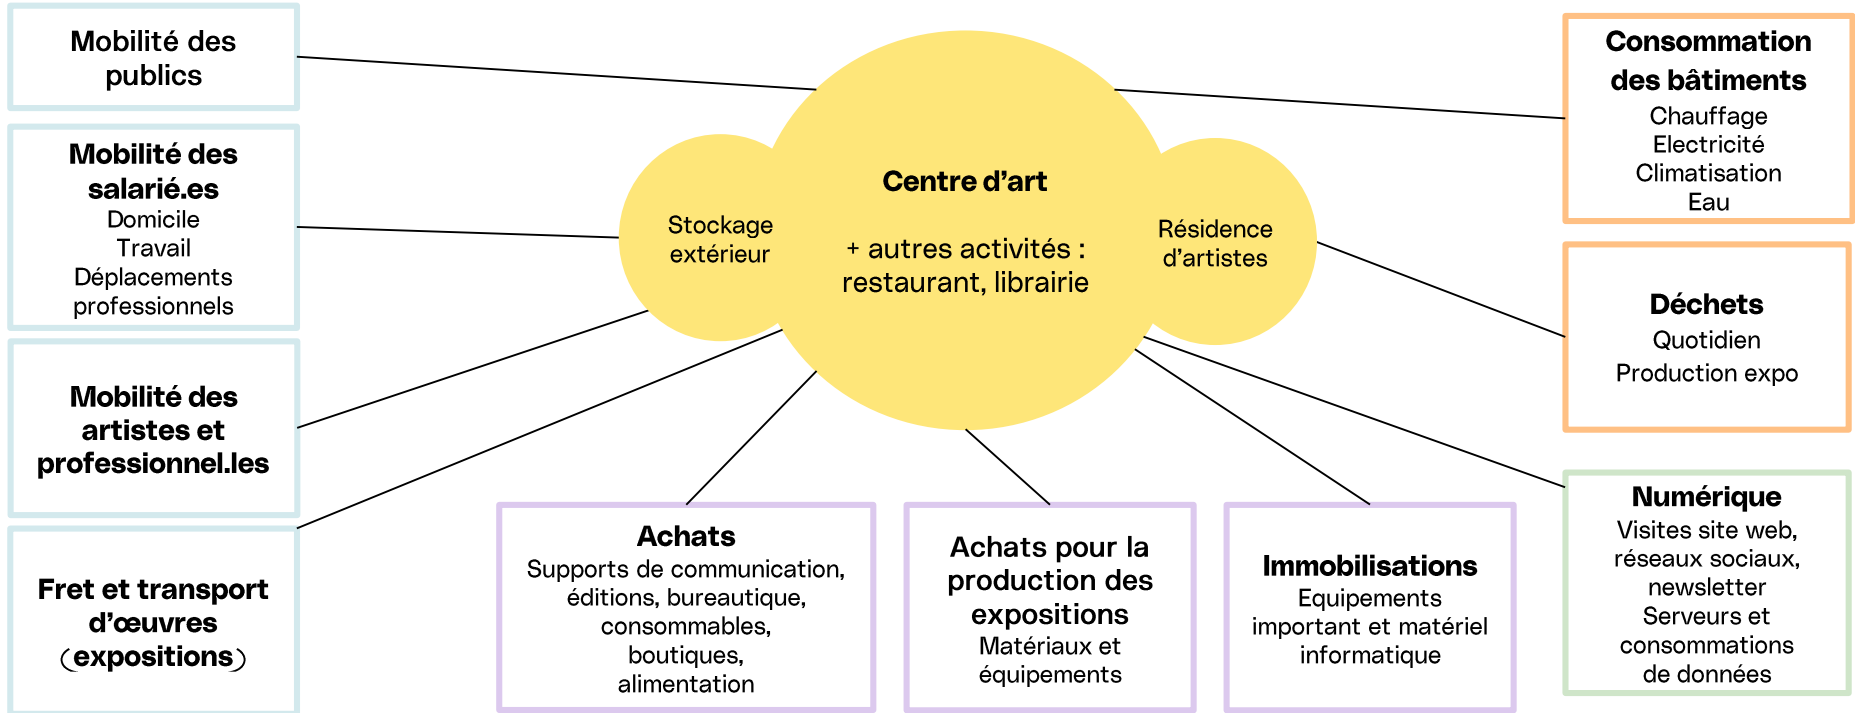 Mobilité des
publics
Mobilité des
salarié.es
Domicile
Travail
Déplacements
professionnels
Mobilité des
artistes et
professionnel.les
Fret et transport
d'œuvres
(expositions)
Stockage
extérieur
Centre d'art
+ autres activités :
restaurant, librairie
Résidence
d'artistes
Achats
Supports de communication,
éditions, bureautique,
consommables,
boutiques,
alimentation
Achats pour la
production des
expositions
Matériaux et
équipements
Immobilisations
Equipements
important et matériel
informatique
Consommation
des bâtiments
Chauffage
Electricité
Climatisation
Eau
Déchets
Quotidien
Production expo
Numérique
Visites site web,
réseaux sociaux,
newsletter
Serveurs et
consommations
de données